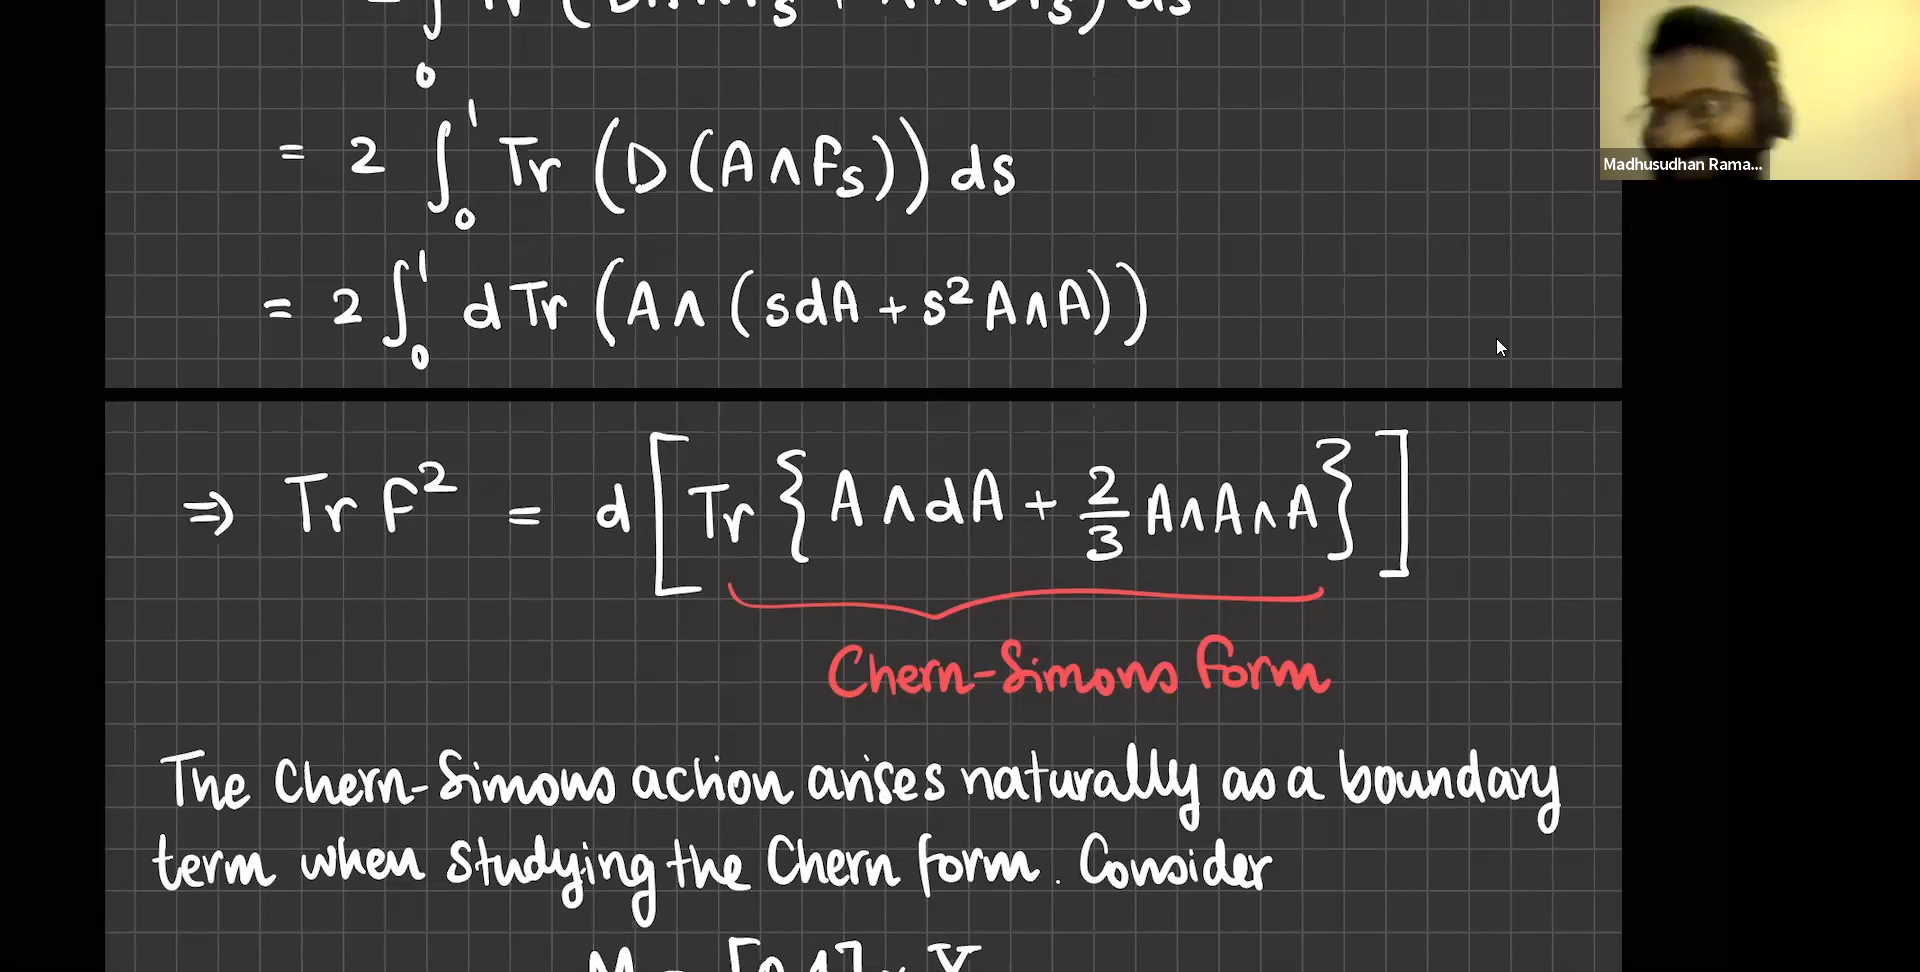 = 2 ∫₀¹ Tr (D(A∧Fₛ)) ds
Madhusudhan Rama...
= 2 ∫₀¹ d Tr (A∧(sdA + s²A∧A))
⇒ Tr F² = d[Tr{A∧dA + 2/3 A∧A∧A}]
Chern-Simons form
The Chern-Simons action arises naturally as a boundary
term when studying the Chern form. Consider